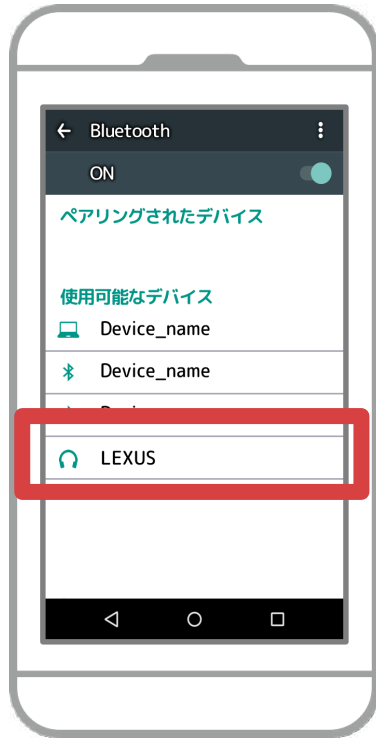 Bluetooth
ON
ペアリングされたデバイス
使用可能なデバイス
Device_name
Device_name
LEXUS